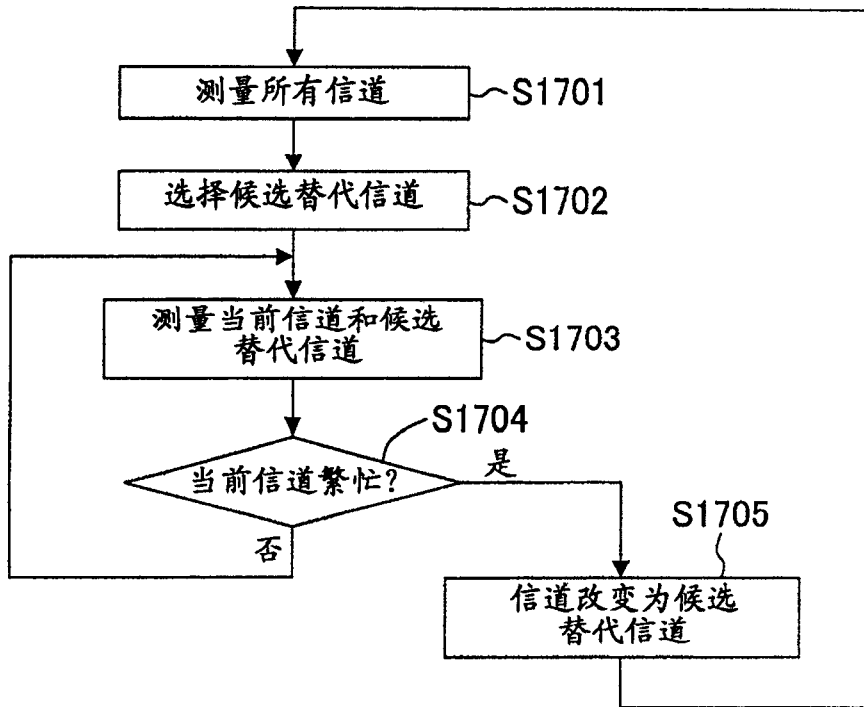 测量所有信道
S1701
选择候选替代信道
S1702
测量当前信道和候选
替代信道
S1703
S1704
当前信道繁忙?
是
否
S1705
信道改变为候选
替代信道